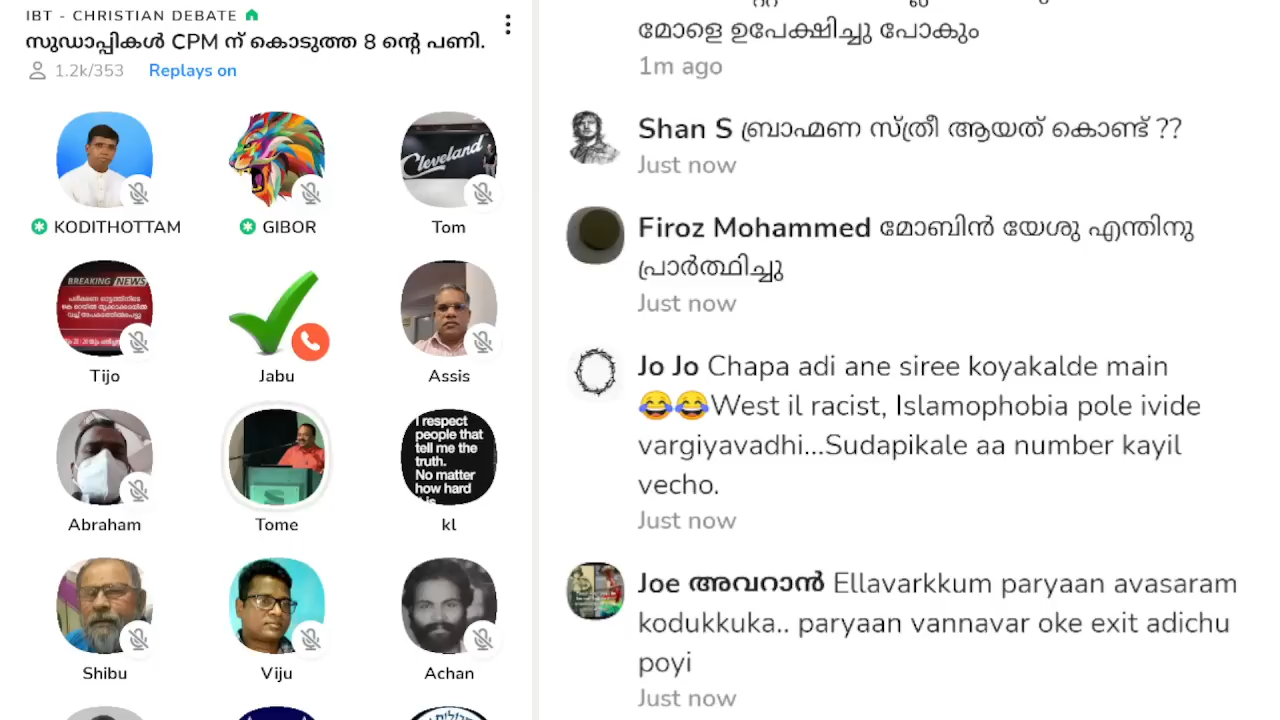 IBT - CHRISTIAN DEBATE
സുഡാപ്പികൾ CPM ന് കൊടുത്ത 8 ന്റെ പണി.
1.2k/353 Replays on
Cleveland
KODITHOTTAM GIBOR Tom
BREAKING NEWS
Tijo Jabu Assis
I respect
people that
tell me the
truth.
No matter
how hard
Abraham Tome kl
Shibu Viju Achan
മോളെ ഉപേക്ഷിച്ചു പോകും
1m ago
Shan S ബ്രാഹ്മണ സ്ത്രീ ആയത് കൊണ്ട് ??
Just now
Firoz Mohammed മോബിൻ യേശു എന്തിനു
പ്രാർത്ഥിച്ചു
Just now
Jo Jo Chapa adi ane siree koyakalde main
😂😂West il racist, Islamophobia pole ivide
vargiyavadhi...Sudapikale aa number kayil
vecho.
Just now
Joe അവറാൻ Ellavarkkum paryaan avasaram
kodukkuka.. paryaan vannavar oke exit adichu
poyi
Just now